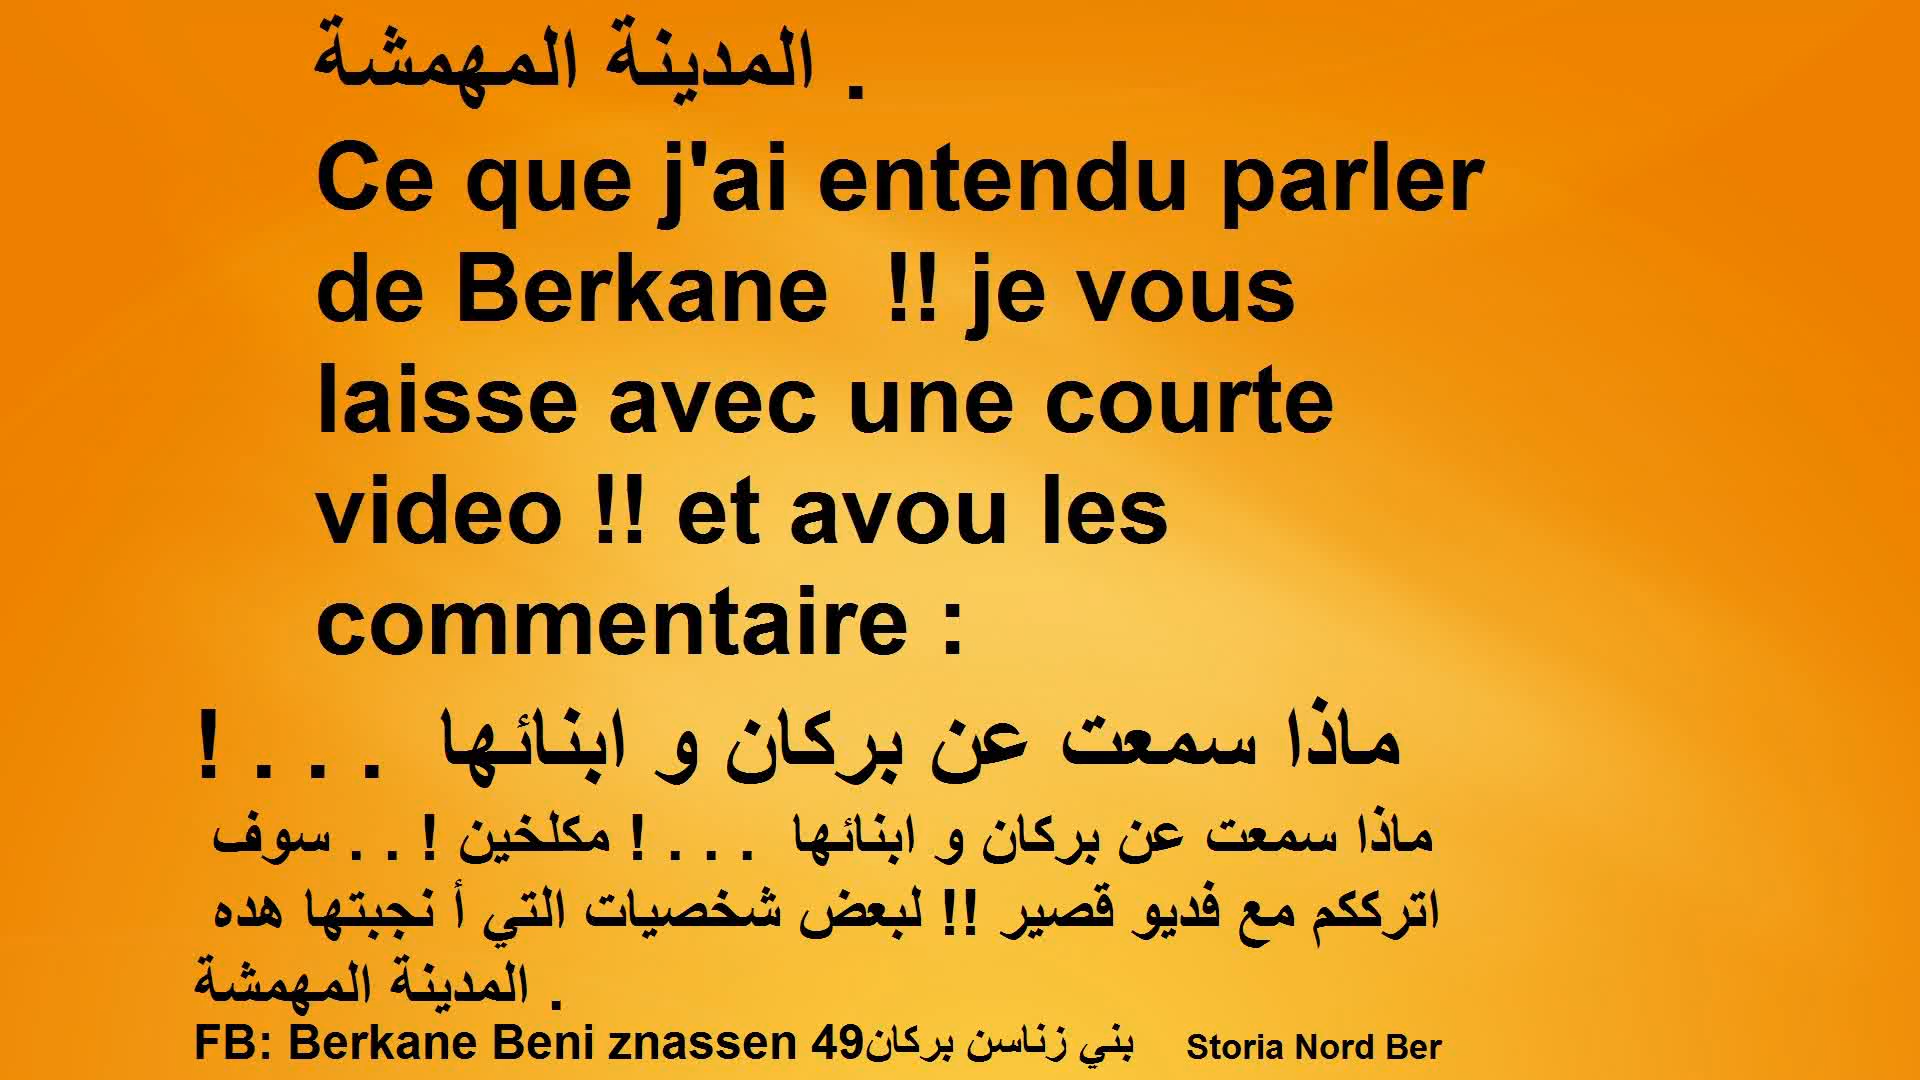 المدينة المهمشة .
Ce que j'ai entendu parler
de Berkane !! je vous
laisse avec une courte
video !! et avou les
commentaire :
ماذا سمعت عن بركان و ابنائها . . . !
ماذا سمعت عن بركان و ابنائها . . . ! مكلخين ! . . سوف
اترككم مع فديو قصير !! لبعض شخصيات التي أ نجبتها هده
المدينة المهمشة .
FB: Berkane Beni znassen 49بني زناسن بركان Storia Nord Ber